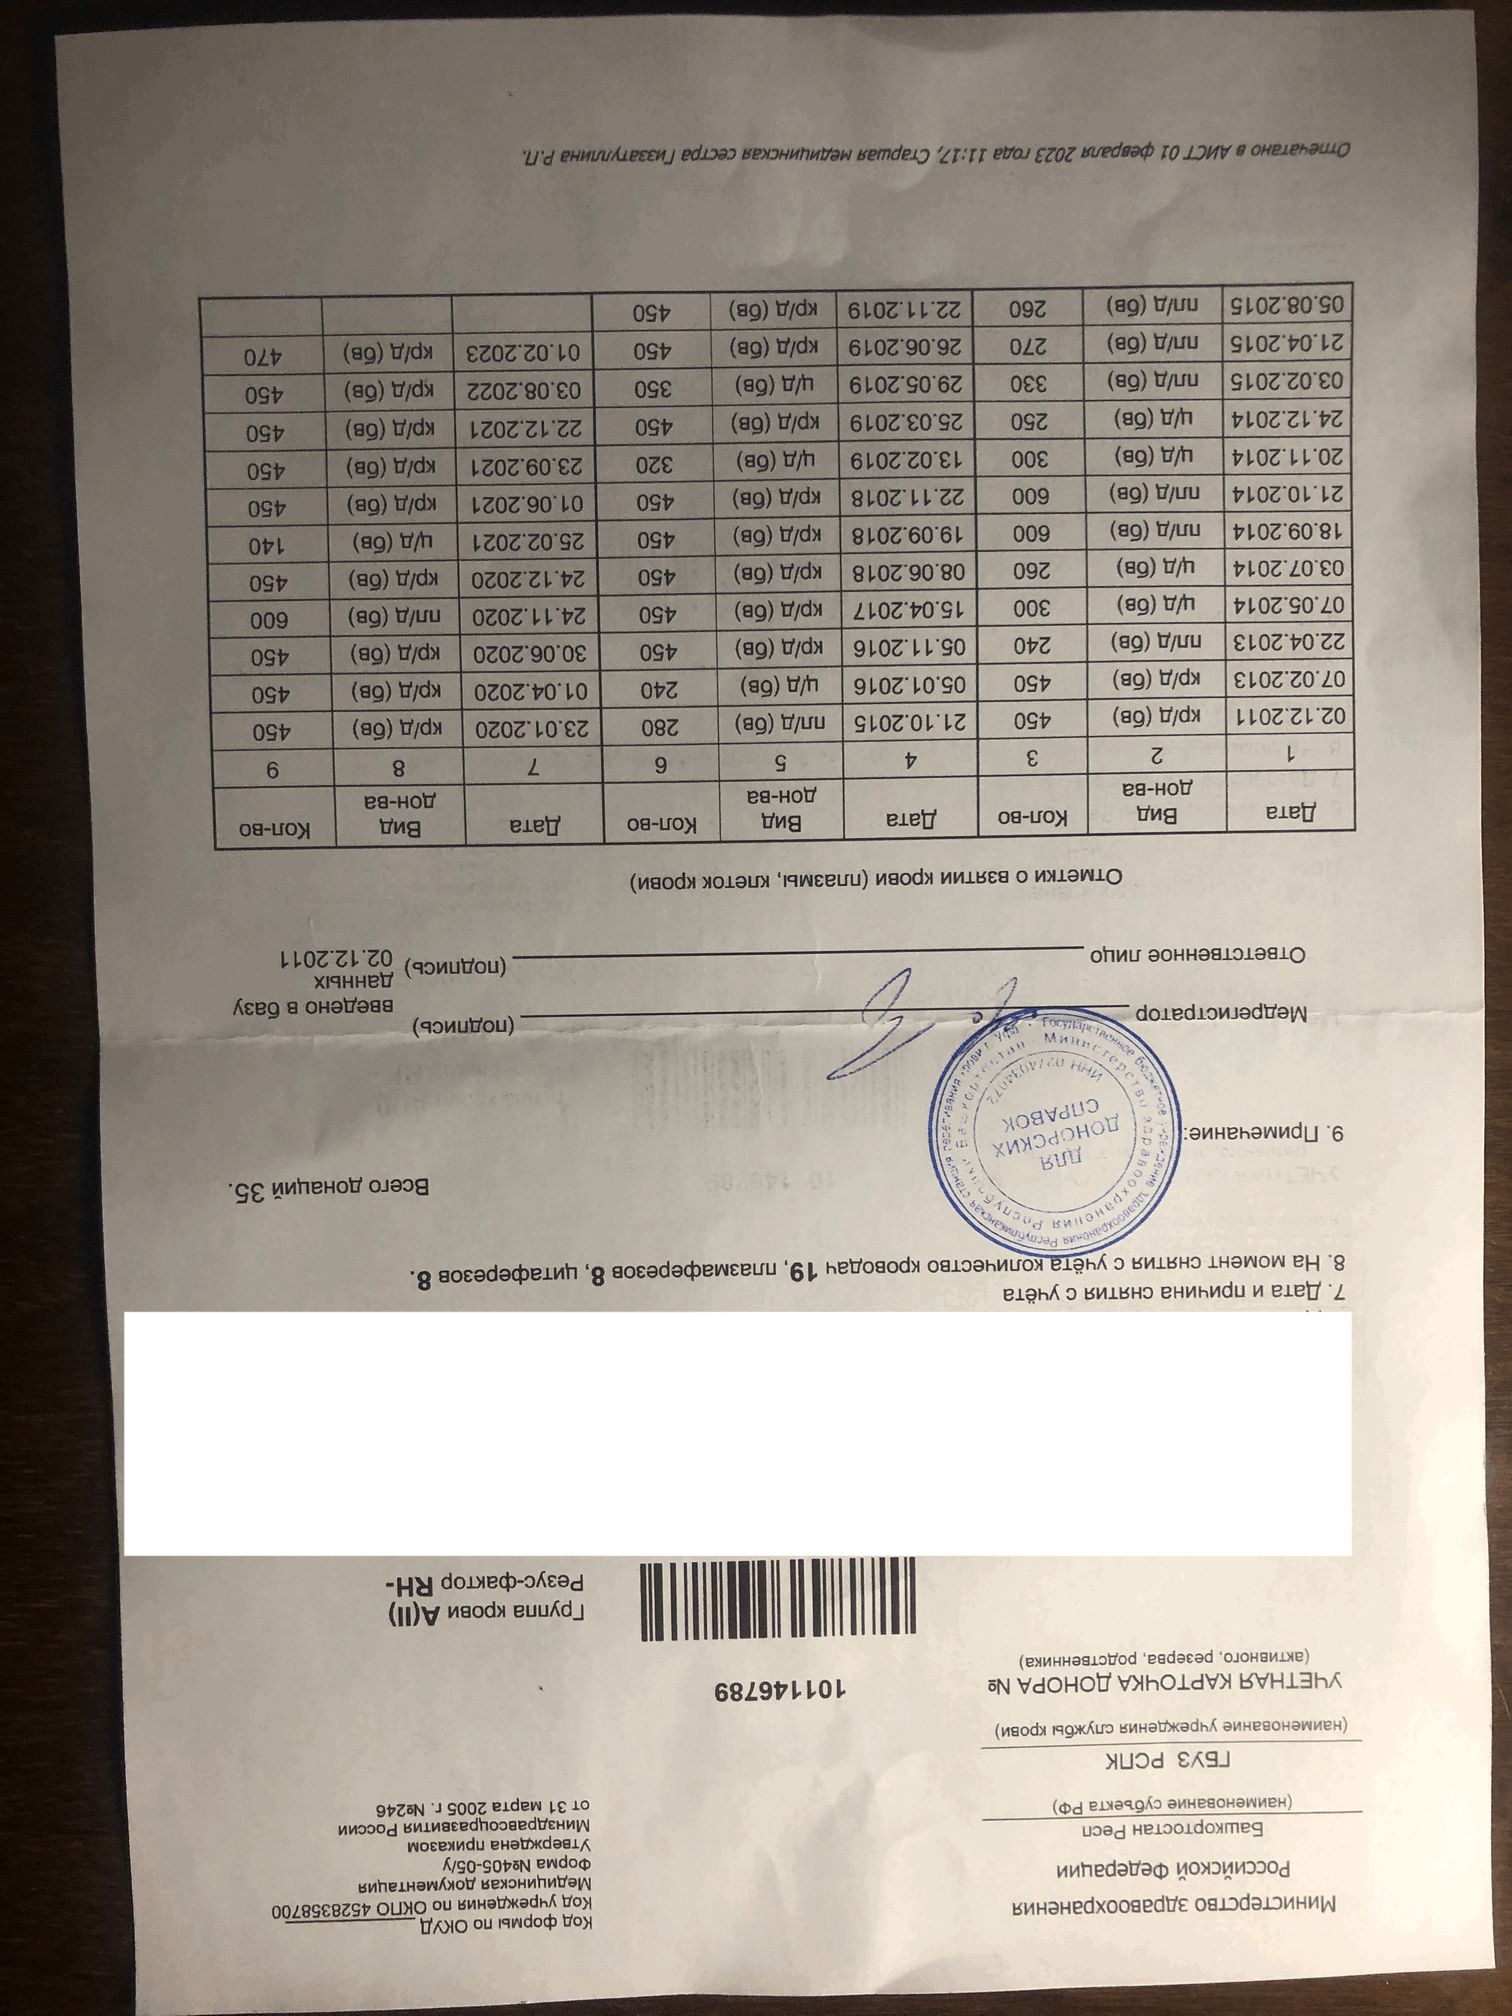 Министерство здравоохранения
Российской Федерации
Башкортостан Респ
(наименование субъекта РФ)
ГБУЗ РСПК
(наименование учреждения службы крови)
Код формы по ОКУД
Код учреждения по ОКПО 4528358700
Медицинская документация
Форма №405-05/у
Утверждена приказом
Минздравсоцразвития России
от 31 марта 2005 г. №246
УЧЕТНАЯ КАРТОЧКА ДОНОРА № 101146789
(активного, резерва, родственника)
Группа крови A(II)
Резус-фактор RH-
7. Дата и причина снятия с учёта
8. На момент снятия с учёта количество кроводач 19, плазмаферезов 8, цитаферезов 8.
Всего донаций 35.
9. Примечание:
Государственное бюджетное учреждение здравоохранения Республиканская станция переливания крови г. Уфа
Министерство здравоохранения Республики Башкортостан
ДЛЯ
ДОНОРСКИХ
СПРАВОК
Медрегистратор (подпись) введено в базу
данных
02.12.2011
Ответственное лицо (подпись)
Отметки о взятии крови (плазмы, клеток крови)
Дата Вид дон-ва Кол-во Дата Вид дон-ва Кол-во Дата Вид дон-ва Кол-во
1 2 3 4 5 6 7 8 9
02.12.2011 кр/д (бв) 450 21.10.2015 пл/д (бв) 280 23.01.2020 кр/д (бв) 450
07.02.2013 кр/д (бв) 450 05.01.2016 ц/д (бв) 240 01.04.2020 кр/д (бв) 450
22.04.2013 пл/д (бв) 240 05.11.2016 кр/д (бв) 450 30.06.2020 кр/д (бв) 450
07.05.2014 ц/д (бв) 300 15.04.2017 кр/д (бв) 450 24.11.2020 пл/д (бв) 600
03.07.2014 ц/д (бв) 260 08.06.2018 кр/д (бв) 450 24.12.2020 кр/д (бв) 450
18.09.2014 пл/д (бв) 600 19.09.2018 кр/д (бв) 450 25.02.2021 ц/д (бв) 140
21.10.2014 пл/д (бв) 600 22.11.2018 кр/д (бв) 450 01.06.2021 кр/д (бв) 450
20.11.2014 ц/д (бв) 300 13.02.2019 ц/д (бв) 320 23.09.2021 кр/д (бв) 450
24.12.2014 ц/д (бв) 250 25.03.2019 кр/д (бв) 450 22.12.2021 кр/д (бв) 450
03.02.2015 пл/д (бв) 330 29.05.2019 ц/д (бв) 350 03.08.2022 кр/д (бв) 450
21.04.2015 пл/д (бв) 270 26.06.2019 кр/д (бв) 450 01.02.2023 кр/д (бв) 470
05.08.2015 пл/д (бв) 260 22.11.2019 кр/д (бв) 450
Отпечатано в АИСТ 01 февраля 2023 года 11:17, Старшая медицинская сестра Гиззатуллина Р.П.